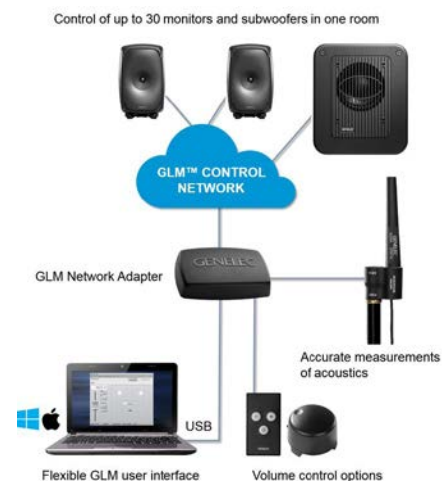 Control of up to 30 monitors and subwoofers in one room
GLM™ CONTROL
NETWORK
GLM Network Adapter
GENELEC
Accurate measurements
of acoustics
USB
Flexible GLM user interface
Volume control options